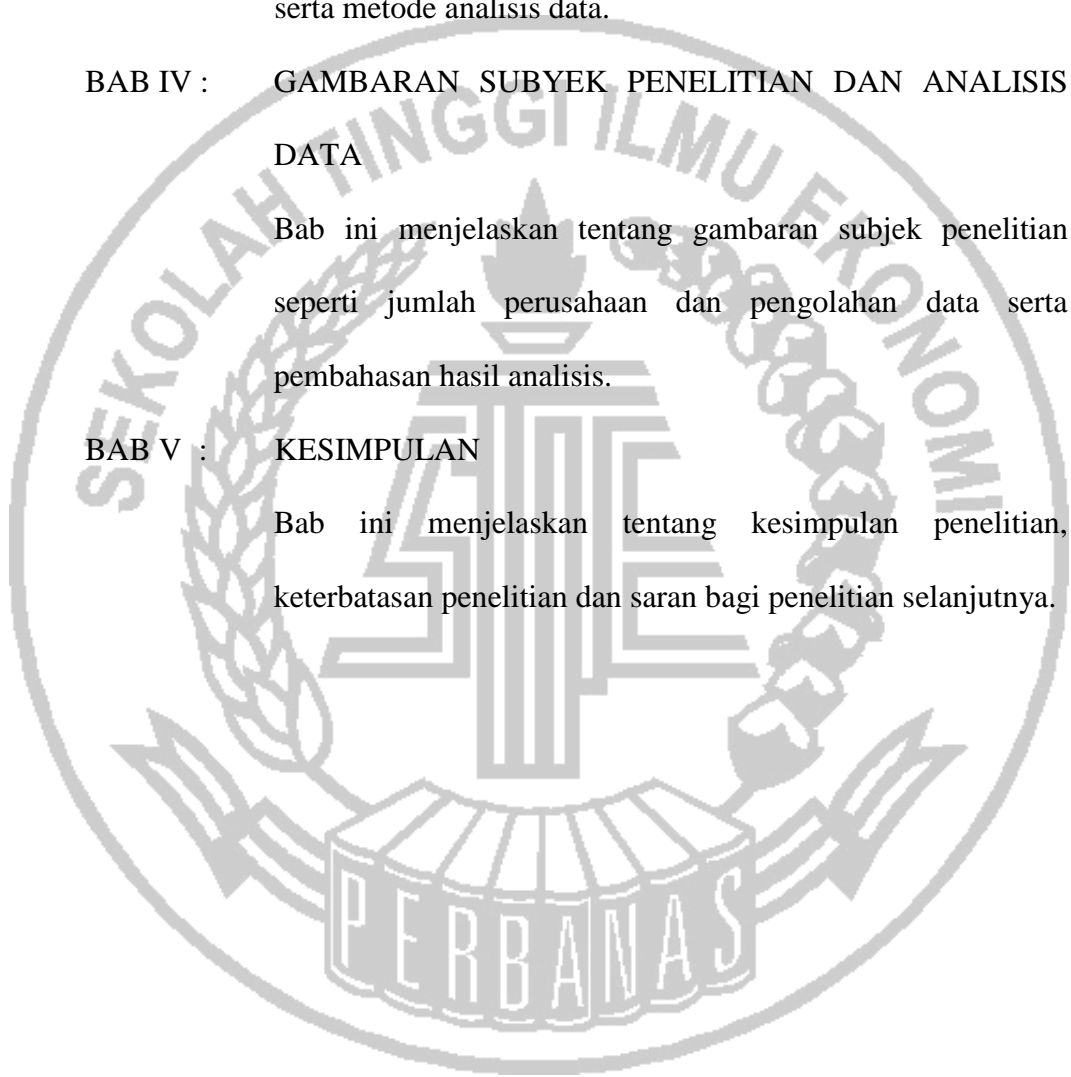 serta metode analisis data.
BAB IV : GAMBARAN SUBYEK PENELITIAN DAN ANALISIS
DATA
Bab ini menjelaskan tentang gambaran subjek penelitian
seperti jumlah perusahaan dan pengolahan data serta
pembahasan hasil analisis.
BAB V : KESIMPULAN
Bab ini menjelaskan tentang kesimpulan penelitian,
keterbatasan penelitian dan saran bagi penelitian selanjutnya.
SEKOLAH TINGGI ILMU EKONOMI
PERBANAS